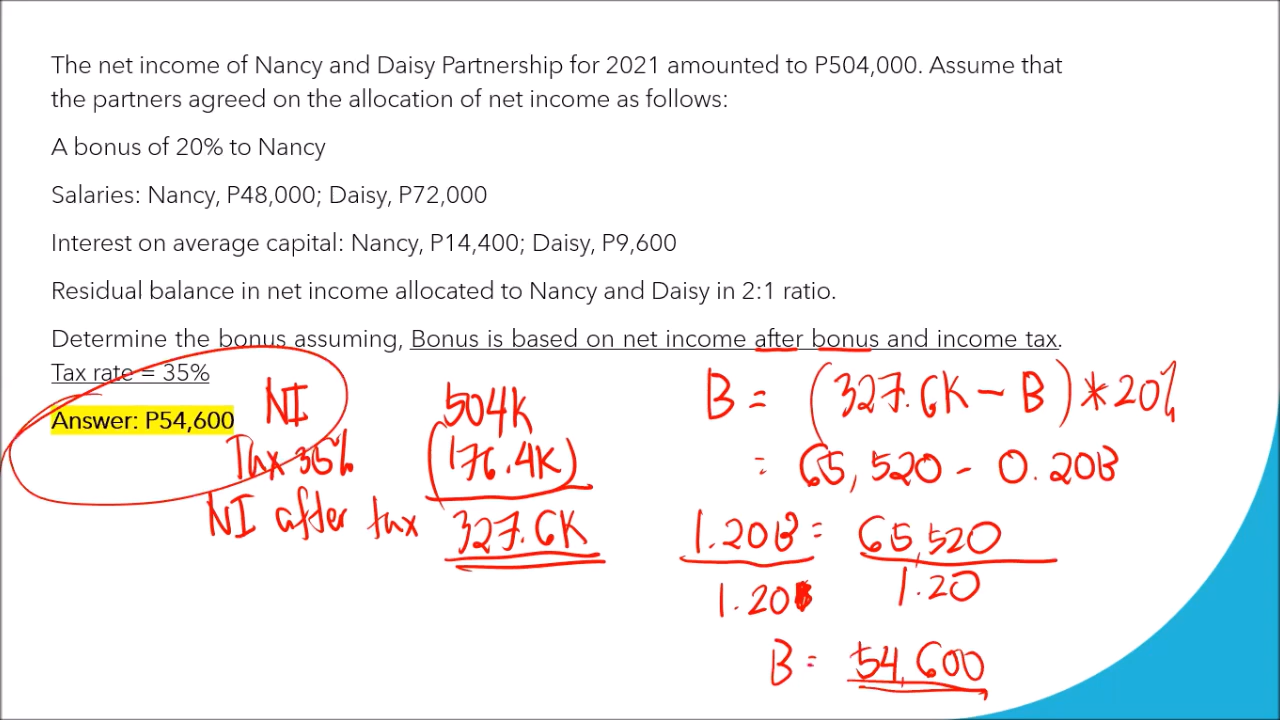 The net income of Nancy and Daisy Partnership for 2021 amounted to P504,000. Assume that
the partners agreed on the allocation of net income as follows:
A bonus of 20% to Nancy
Salaries: Nancy, P48,000; Daisy, P72,000
Interest on average capital: Nancy, P14,400; Daisy, P9,600
Residual balance in net income allocated to Nancy and Daisy in 2:1 ratio.
Determine the bonus assuming, Bonus is based on net income after bonus and income tax.
Tax rate = 35%
Answer: P54,600
NI 504K
Tax 35% (176.4K)
NI after tax 327.6K
B = (327.6K - B) * 20%
= 65,520 - 0.20B
1.20B = 65,520
1.20 1.20
B = 54,600